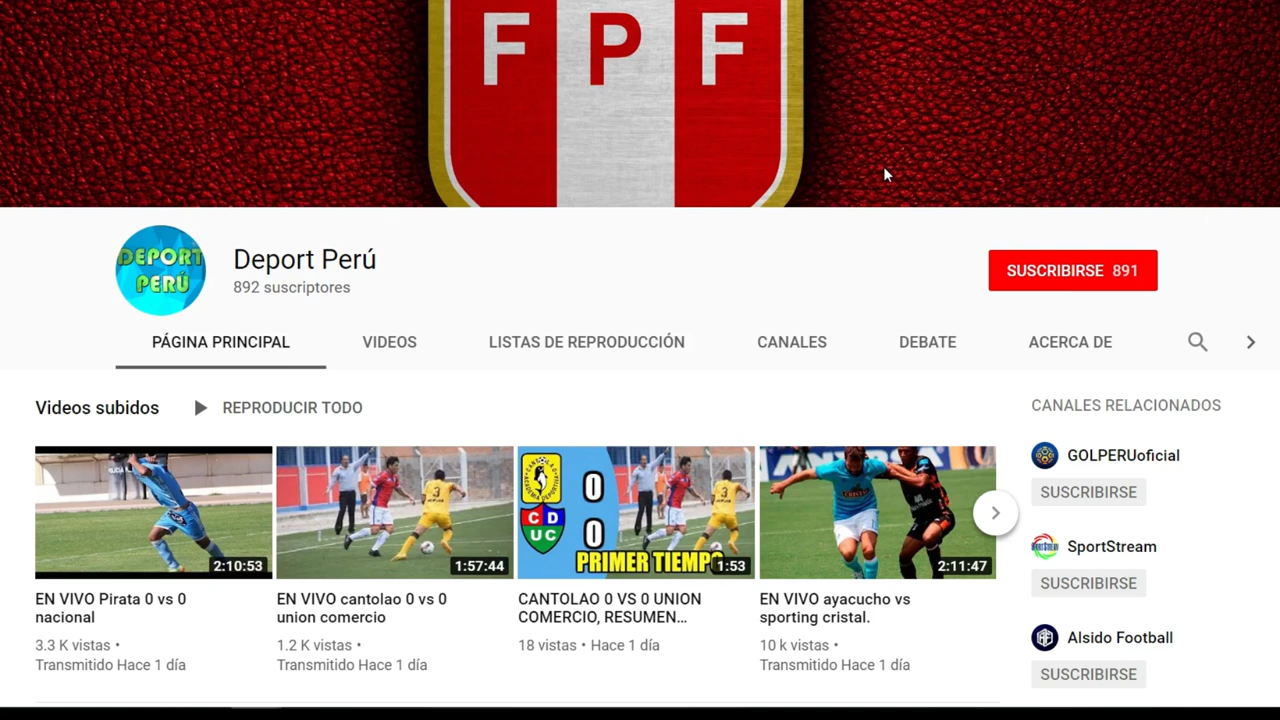 F P F
DEPORT
PERÚ
Deport Perú
892 suscriptores
SUSCRIBIRSE 891
PÁGINA PRINCIPAL
VIDEOS
LISTAS DE REPRODUCCIÓN
CANALES
DEBATE
ACERCA DE
Videos subidos
REPRODUCIR TODO
2:10:53
EN VIVO Pirata 0 vs 0
nacional
3.3 K vistas •
Transmitido Hace 1 día
1:57:44
EN VIVO cantolao 0 vs 0
union comercio
1.2 K vistas •
Transmitido Hace 1 día
0
0
C D
U C
PRIMER TIEMPO
1:53
CANTOLAO 0 VS 0 UNION
COMERCIO, RESUMEN...
18 vistas • Hace 1 día
2:11:47
EN VIVO ayacucho vs
sporting cristal.
10 k vistas •
Transmitido Hace 1 día
CANALES RELACIONADOS
GOLPERUoficial
SUSCRIBIRSE
SportStream
SUSCRIBIRSE
Alsido Football
SUSCRIBIRSE